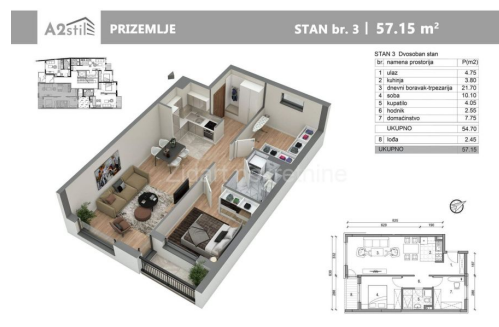 A2stil
PRIZEMLJE
STAN br. 3 | 57.15 m²
STAN 3 Dvosoban stan
br. namena prostorija P(m2)
1 ulaz 4.75
2 kuhinja 3.80
3 dnevni boravak-trpezarija 21.70
4 soba 10.10
5 kupatilo 4.05
6 hodnik 2.55
7 domaćinstvo 7.75
UKUPNO 54.70
8 lođa 2.45
UKUPNO 57.15